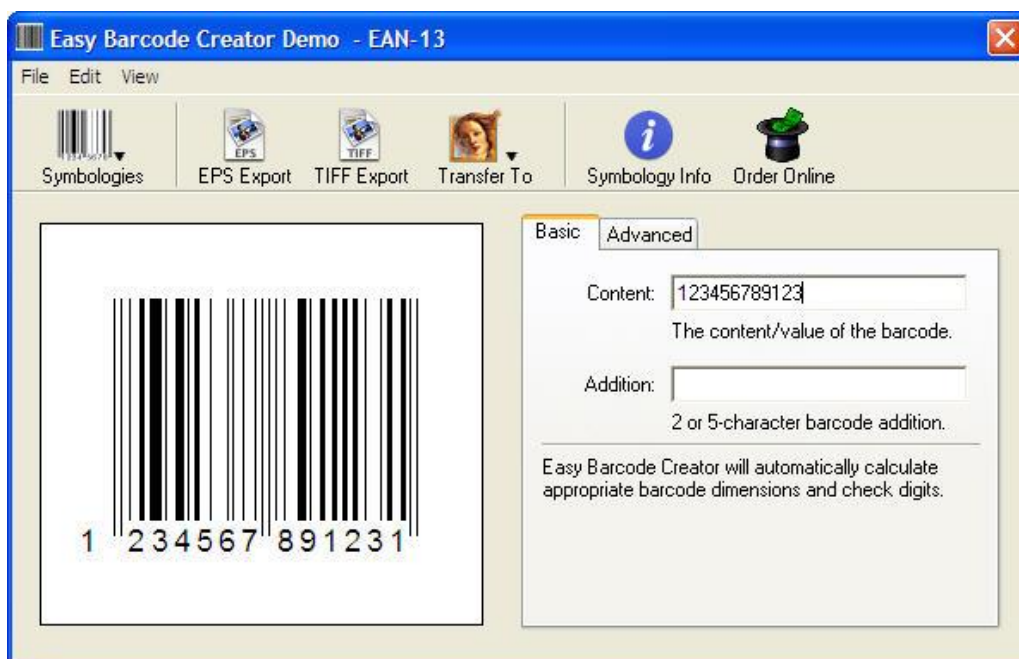 Easy Barcode Creator Demo - EAN-13
File Edit View
Symbologies EPS Export TIFF Export Transfer To Symbology Info Order Online
EPS TIFF
Basic Advanced
Content: 123456789123
The content/value of the barcode.
Addition:
2 or 5-character barcode addition.
Easy Barcode Creator will automatically calculate
appropriate barcode dimensions and check digits.
1 234567 891231